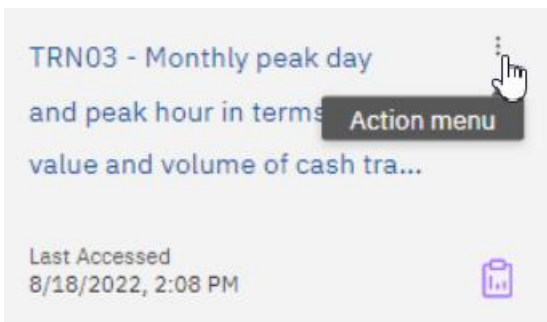 TRN03 - Monthly peak day
and peak hour in terms
Action menu
value and volume of cash tra...
Last Accessed
8/18/2022, 2:08 PM